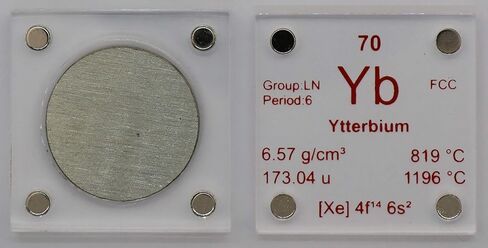 70
Group:LN Yb FCC
Period:6
Ytterbium
6.57 g/cm³ 819 °C
173.04 u 1196 °C
[Xe] 4f¹⁴ 6s²